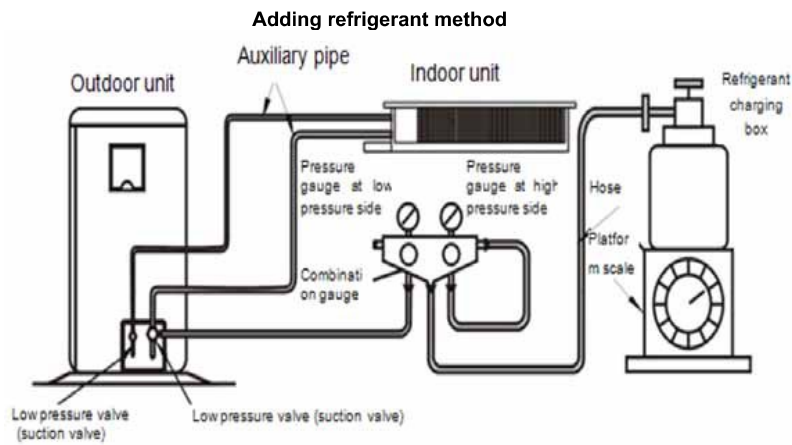 Adding refrigerant method
Auxiliary pipe
Outdoor unit
Indoor unit
Refrigerant
charging
box
Pressure
gauge at low
pressure side
Pressure
gauge at high
pressure side
Hose
Platfor
m scale
Combinati
on gauge
Low pressure valve
(suction valve)
Low pressure valve (suction valve)